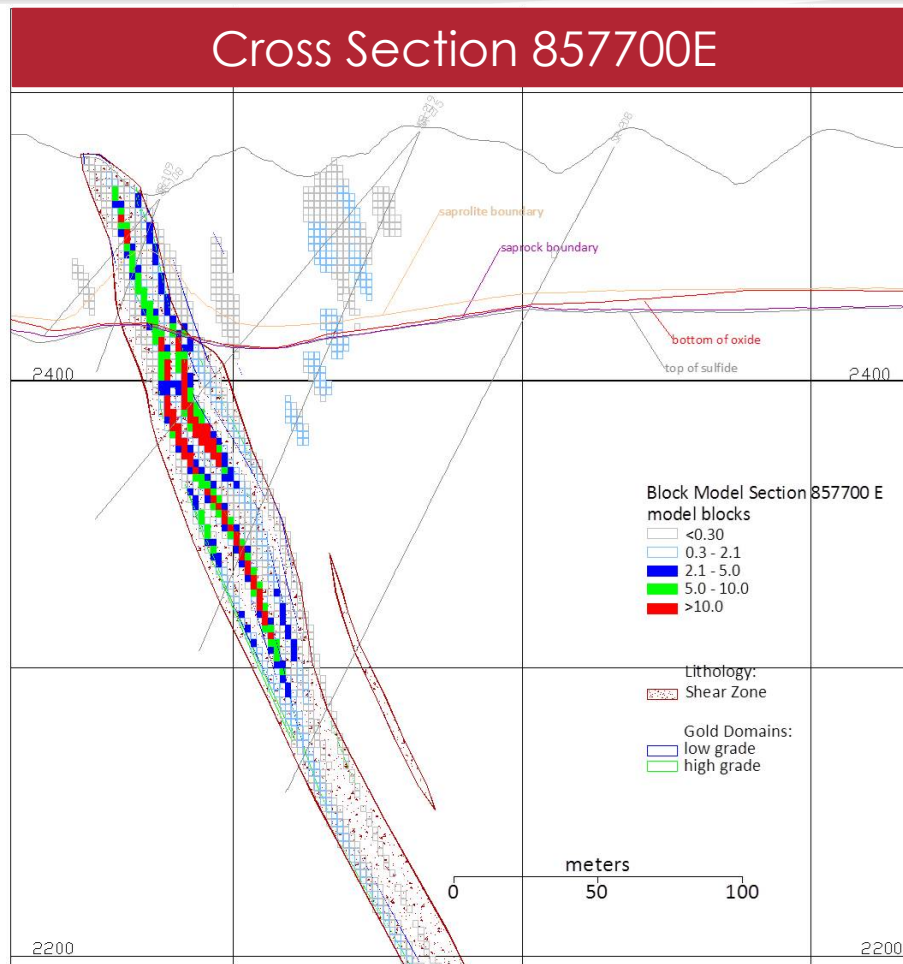 Cross Section 857700E
saprolite boundary
saprock boundary
bottom of oxide
top of sulfide
2400
2400
Block Model Section 857700 E
model blocks
<0.30
0.3 - 2.1
2.1 - 5.0
5.0 - 10.0
>10.0
Lithology:
Shear Zone
Gold Domains:
low grade
high grade
meters
0 50 100
2200
2200